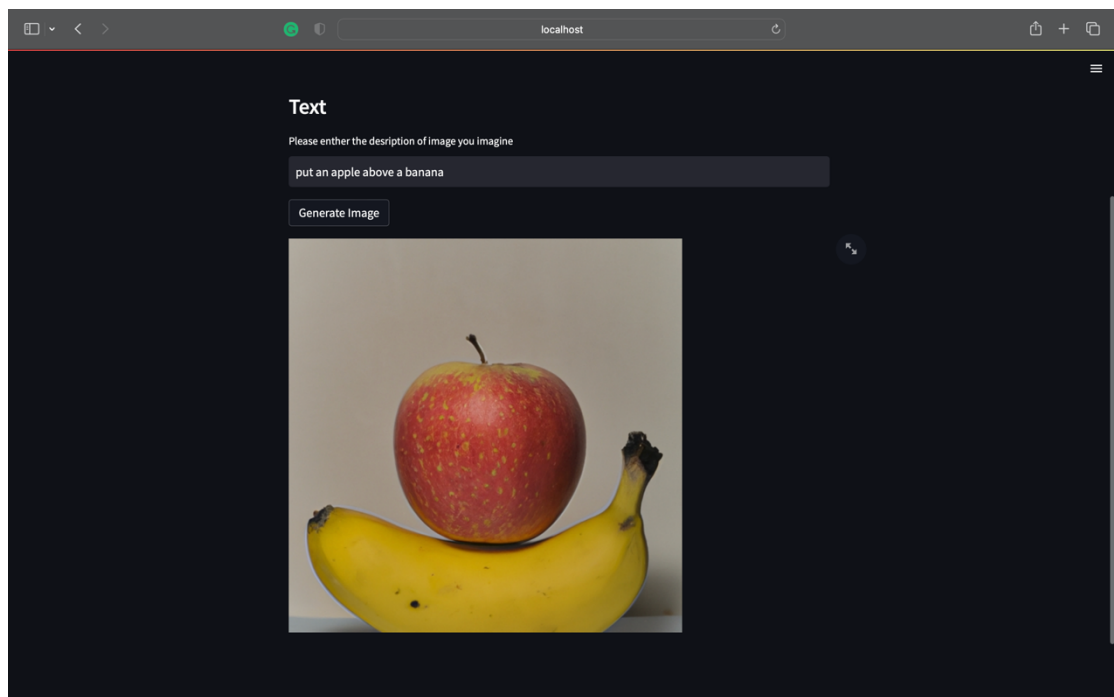 localhost
Text
Please enther the desription of image you imagine
put an apple above a banana
Generate Image